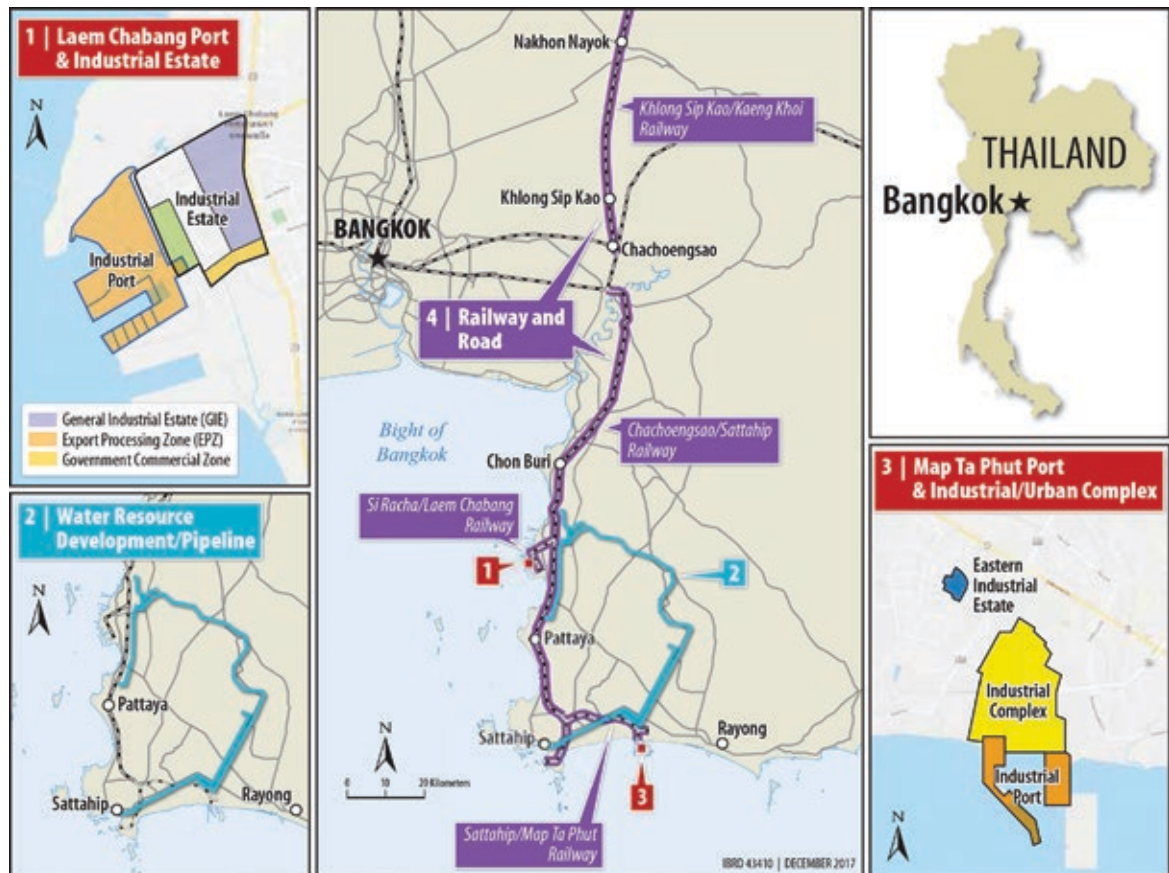 1 | Laem Chabang Port
& Industrial Estate
N
Industrial
Estate
Industrial
Port
General Industrial Estate (GIE)
Export Processing Zone (EPZ)
Government Commercial Zone
2 | Water Resource
Development/Pipeline
N
Pattaya
Sattahip
Rayong
Nakhon Nayok
Khlong Sip Kao/Kaeng Khoi
Railway
Khlong Sip Kao
BANGKOK
Chachoengsao
4 | Railway and
Road
Bight of
Bangkok
Chachoengsao/Sattahip
Railway
Chon Buri
Si Racha/Laem Chabang
Railway
1
2
Pattaya
N
Sattahip
Rayong
0 10 20 Kilometers
3
Sattahip/Map Ta Phut
Railway
IBRD 43410 | DECEMBER 2017
THAILAND
Bangkok
3 | Map Ta Phut Port
& Industrial/Urban Complex
Eastern
Industrial
Estate
Industrial
Complex
Industrial
Port
N